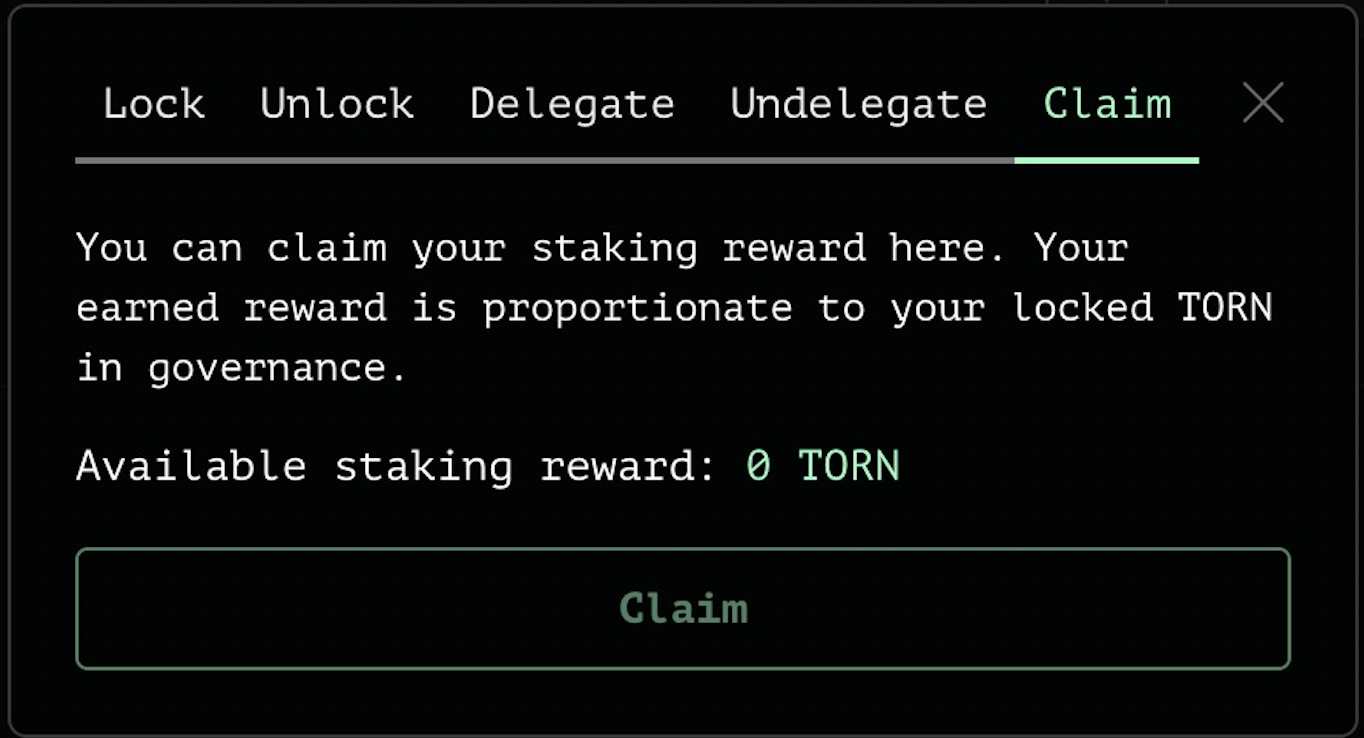 Lock Unlock Delegate Undelegate Claim
You can claim your staking reward here. Your
earned reward is proportionate to your locked TORN
in governance.
Available staking reward: 0 TORN
Claim